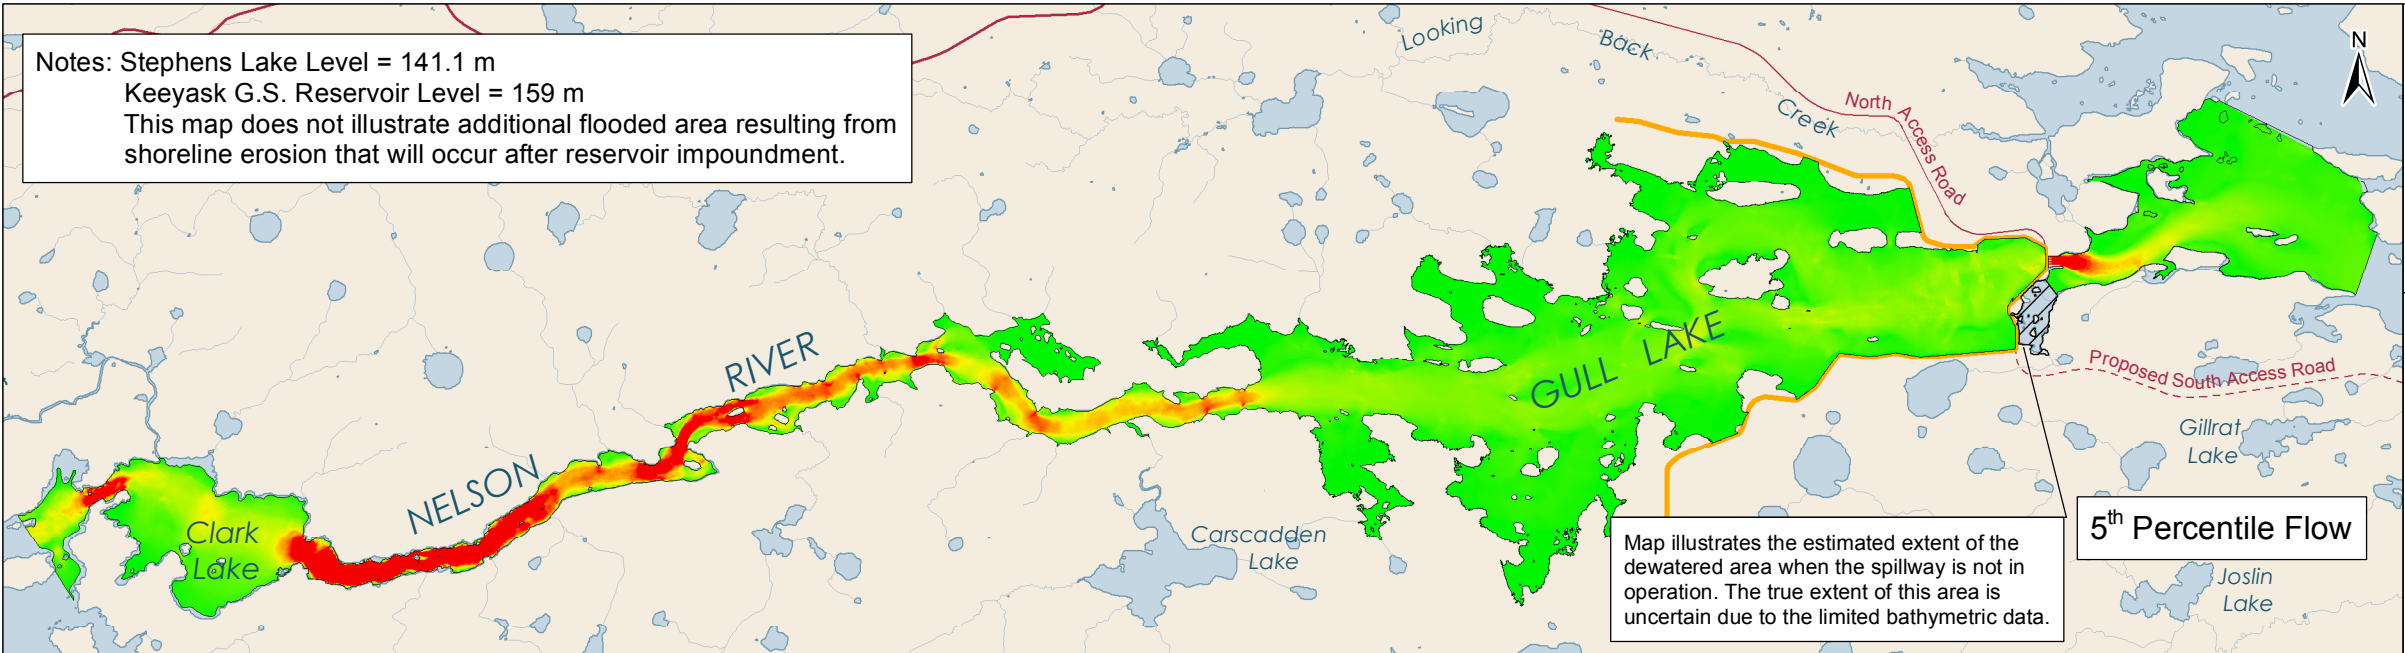 Notes: Stephens Lake Level = 141.1 m
Keeyask G.S. Reservoir Level = 159 m
This map does not illustrate additional flooded area resulting from
shoreline erosion that will occur after reservoir impoundment.
Looking
Back
Creek
North Access Road
N
RIVER
GULL LAKE
NELSON
Clark
Lake
Carscadden
Lake
Proposed South Access Road
Gillrat
Lake
5th Percentile Flow
Map illustrates the estimated extent of the
dewatered area when the spillway is not in
operation. The true extent of this area is
uncertain due to the limited bathymetric data.
Joslin
Lake